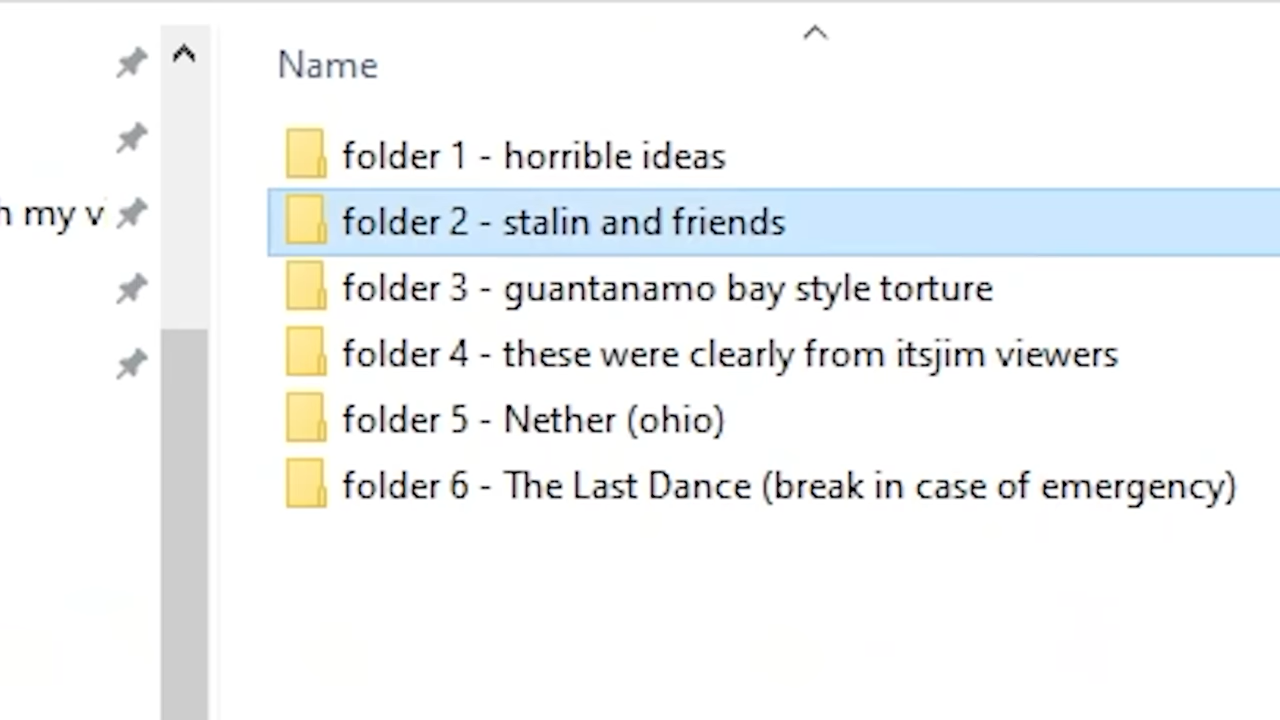 Name
folder 1 - horrible ideas
folder 2 - stalin and friends
h my v
folder 3 - guantanamo bay style torture
folder 4 - these were clearly from itsjim viewers
folder 5 - Nether (ohio)
folder 6 - The Last Dance (break in case of emergency)